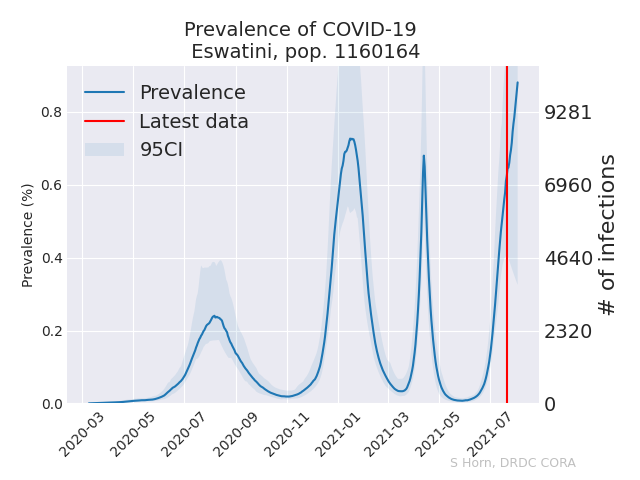 Prevalence of COVID-19
Eswatini, pop. 1160164
Prevalence
Latest data
95CI
Prevalence (%)
0.8
0.6
0.4
0.2
0.0
9281
6960
4640
2320
0
# of infections
2020-03
2020-05
2020-07
2020-09
2020-11
2021-01
2021-03
2021-05
2021-07
S Horn, DRDC CORA